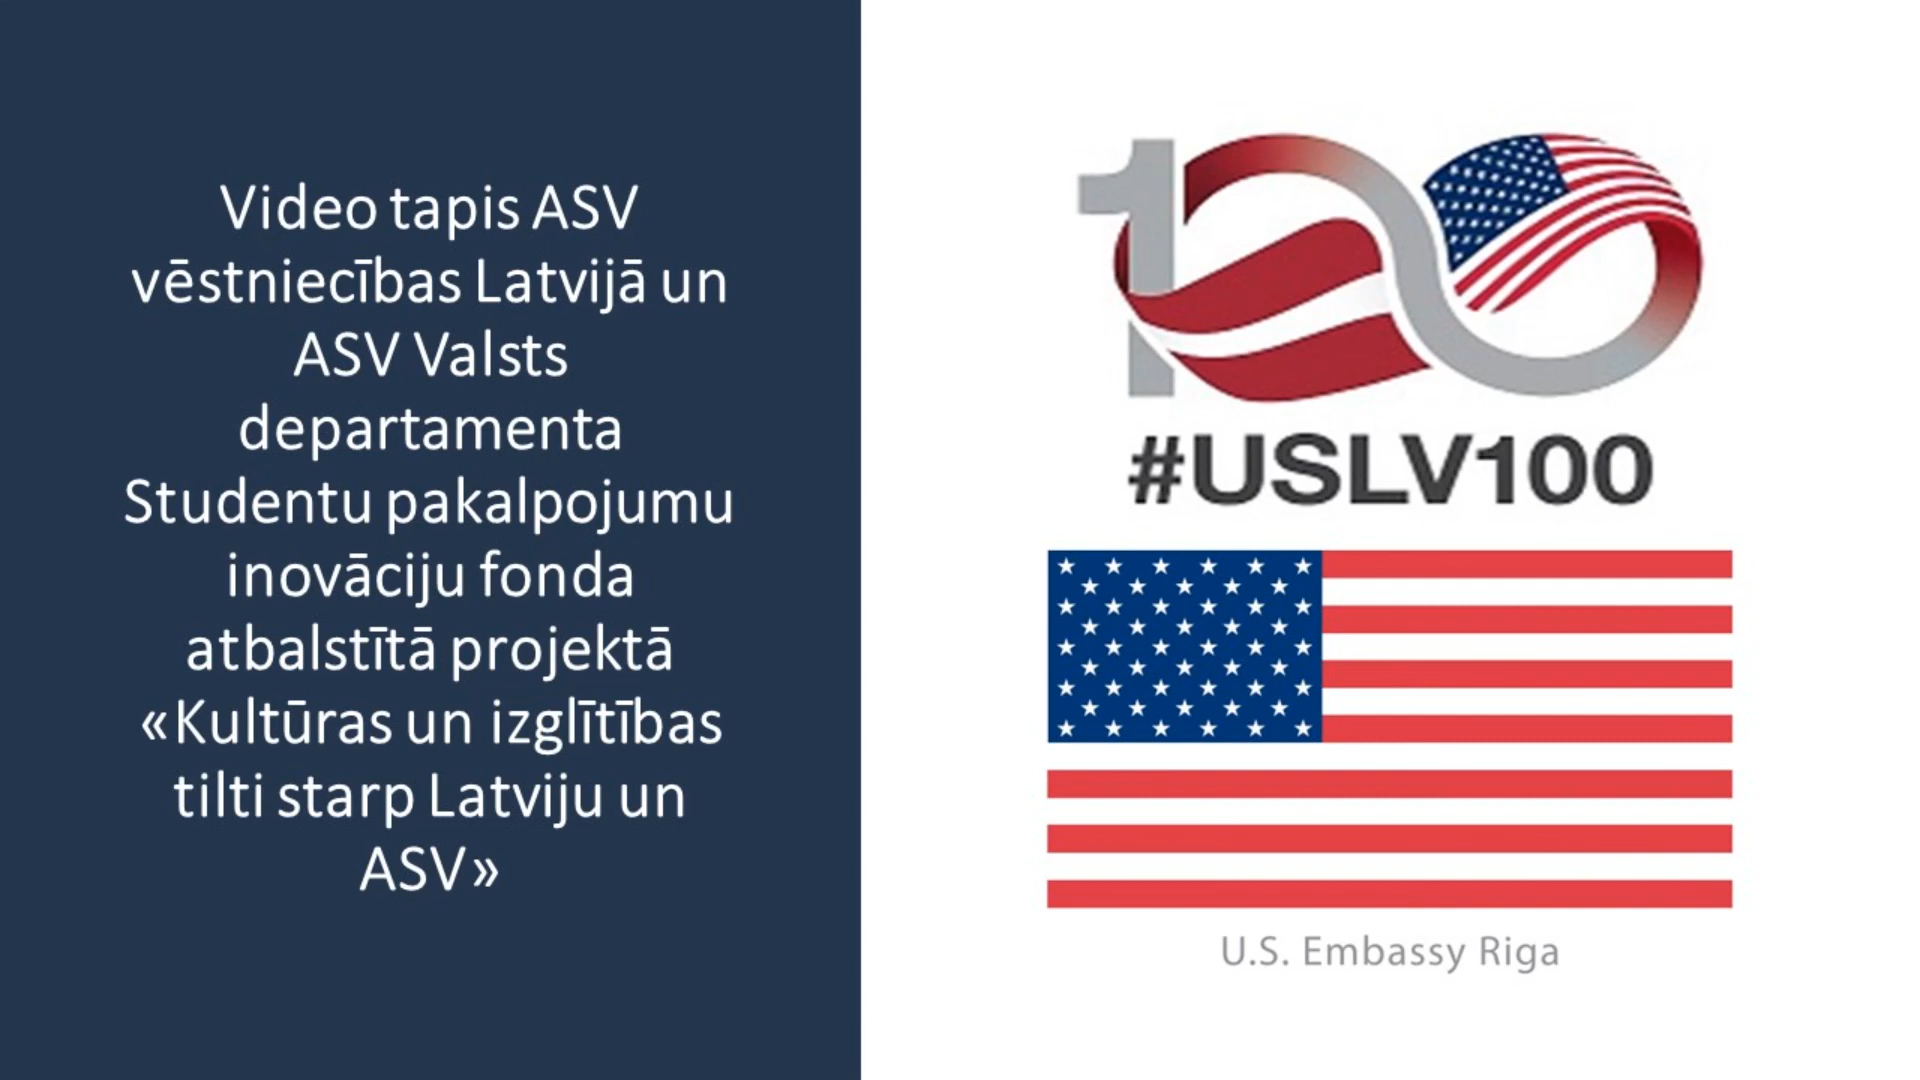 Video tapis ASV
vēstniecības Latvijā un
ASV Valsts
departamenta
Studentu pakalpojumu
inovāciju fonda
atbalstītā projektā
«Kultūras un izglītības
tilti starp Latviju un
ASV»
100
#USLV100
U.S. Embassy Riga